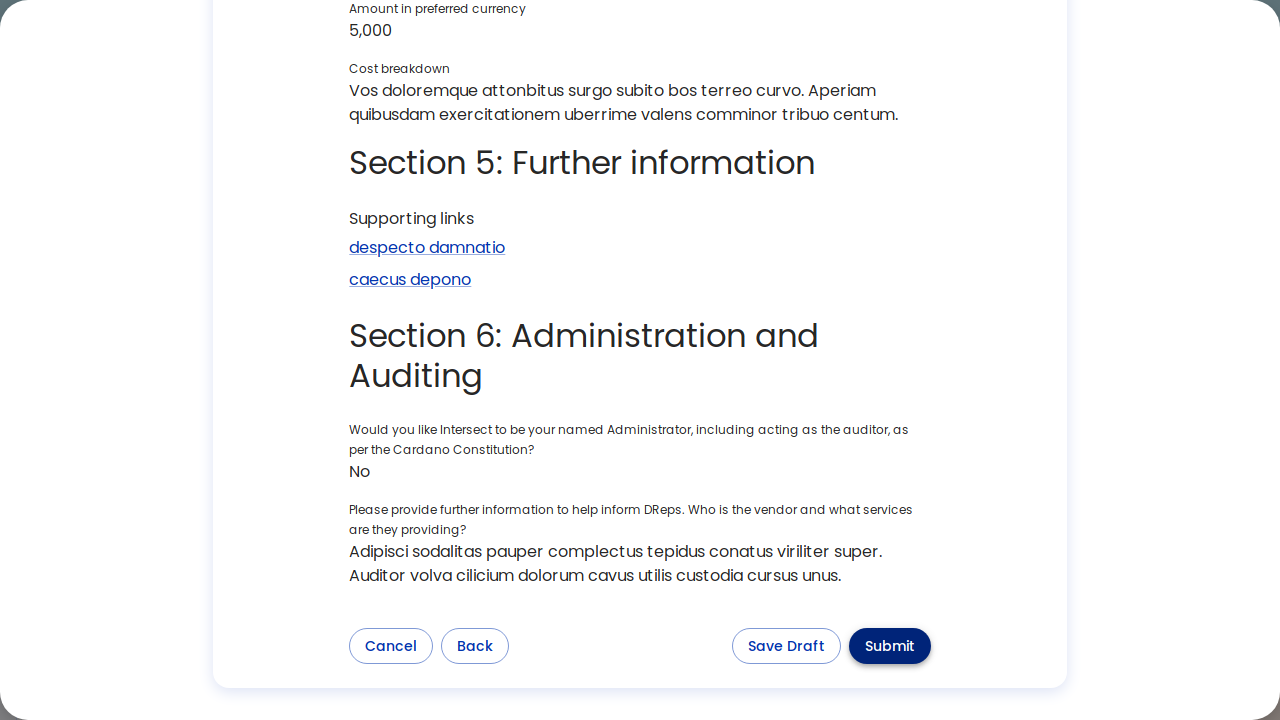 Amount in preferred currency
5,000
Cost breakdown
Vos doloremque attonbitus surgo subito bos terreo curvo. Aperiam
quibusdam exercitationem uberrime valens comminor tribuo centum.
Section 5: Further information
Supporting links
despecto damnatio
caecus depono
Section 6: Administration and
Auditing
Would you like Intersect to be your named Administrator, including acting as the auditor, as
per the Cardano Constitution?
No
Please provide further information to help inform DReps. Who is the vendor and what services
are they providing?
Adipisci sodalitas pauper complectus tepidus conatus viriliter super.
Auditor volva cilicium dolorum cavus utilis custodia cursus unus.
Cancel Back Save Draft Submit